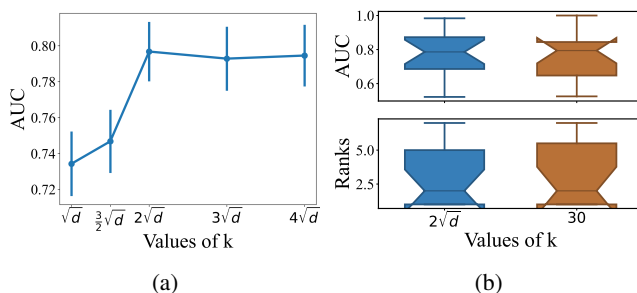 AUC
0.80
0.78
0.76
0.74
0.72
√d
3/2√d
2√d
3√d
4√d
Values of k
(a)
AUC
1.0
0.8
0.6
Ranks
5.0
2.5
2√d
30
Values of k
(b)